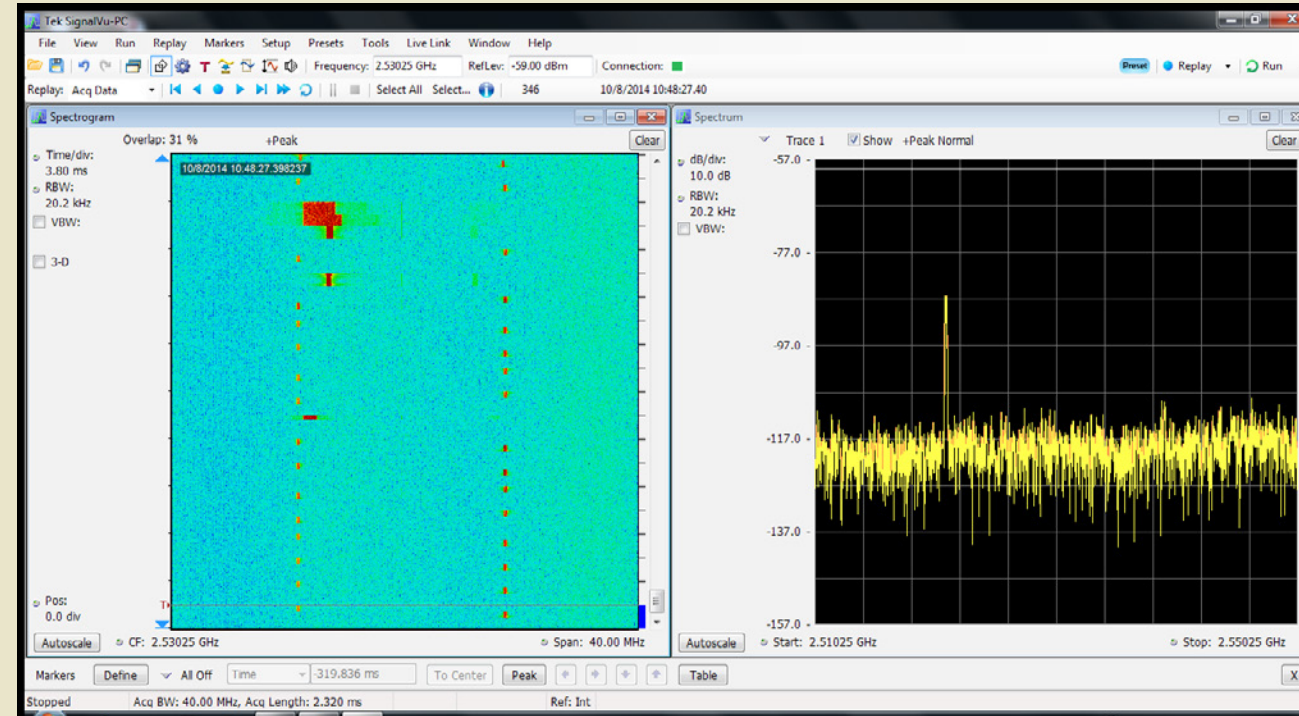 Tek SignalVu-PC
File View Run Replay Markers Setup Presets Tools Live Link Window Help
T Frequency: 2.53025 GHz RefLev: -59.00 dBm Connection: Preset Replay Run
Replay: Acq Data Select All Select... 346 10/8/2014 10:48:27.40
Spectrogram
Overlap: 31 % +Peak Clear
Time/div:
3.80 ms
RBW:
20.2 kHz
VBW:
3-D
10/8/2014 10.48.27.398237
Pos:
0.0 div
T
Autoscale CF: 2.53025 GHz Span: 40.00 MHz
Spectrum
Trace 1 Show +Peak Normal Clear
dB/div:
10.0 dB
RBW:
20.2 kHz
VBW:
-57.0
-77.0
-97.0
-117.0
-137.0
-157.0
Autoscale Start: 2.51025 GHz Stop: 2.55025 GHz
Markers Define All Off Time -319.836 ms To Center Peak Table X
Stopped Acq BW: 40.00 MHz, Acq Length: 2.320 ms Ref: Int